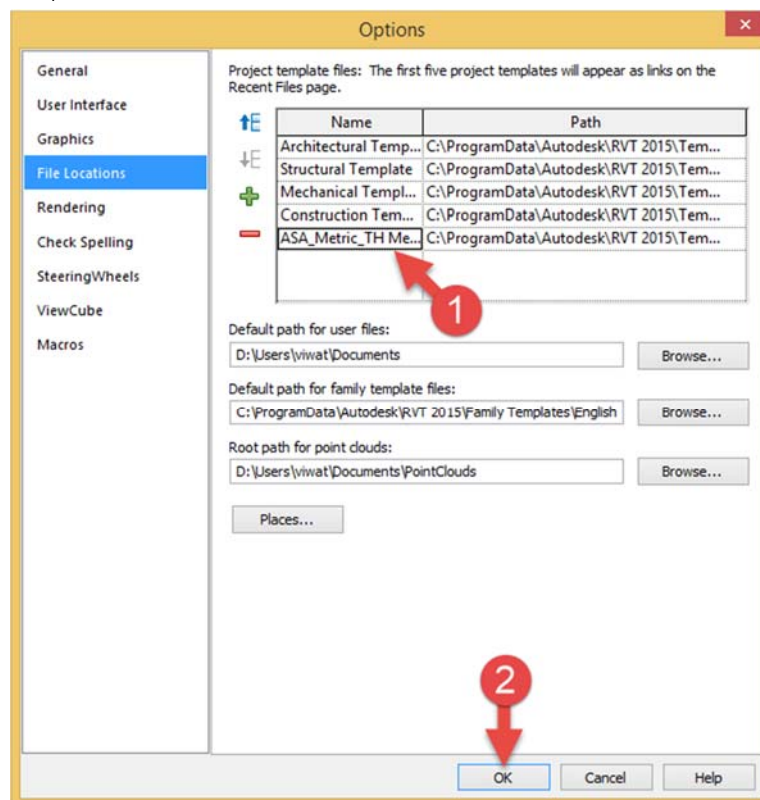 Options
General
User Interface
Graphics
File Locations
Rendering
Check Spelling
SteeringWheels
ViewCube
Macros
Project template files: The first five project templates will appear as links on the
Recent Files page.
Name Path
Architectural Temp... C:\ProgramData\Autodesk\RVT 2015\Tem...
Structural Template C:\ProgramData\Autodesk\RVT 2015\Tem...
Mechanical Templ... C:\ProgramData\Autodesk\RVT 2015\Tem...
Construction Tem... C:\ProgramData\Autodesk\RVT 2015\Tem...
ASA_Metric_TH Me... C:\ProgramData\Autodesk\RVT 2015\Tem...
1
Default path for user files:
D:\Users\viwat\Documents Browse...
Default path for family template files:
C:\ProgramData\Autodesk\RVT 2015\Family Templates\English Browse...
Root path for point clouds:
D:\Users\viwat\Documents\PointClouds Browse...
Places...
2
OK Cancel Help